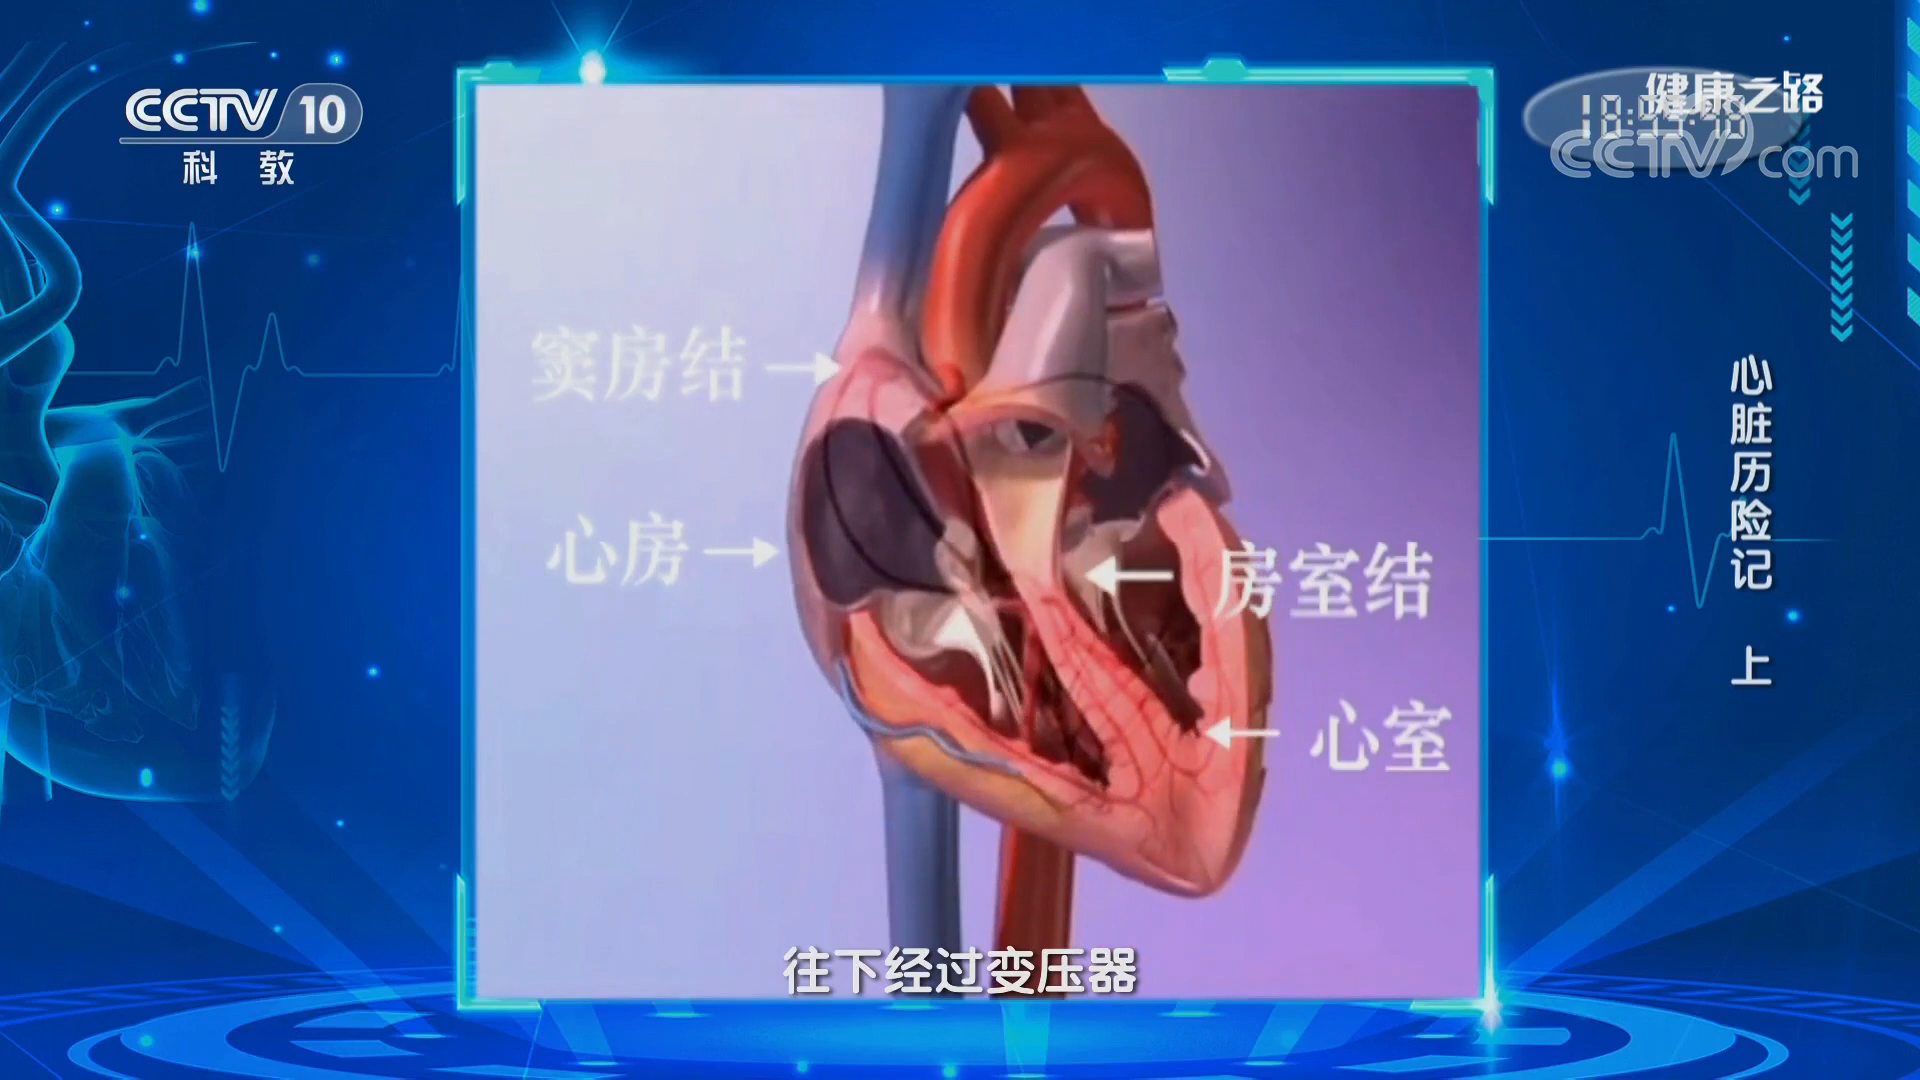 CCTV 10
科 教
健康之路
CCTV.com
窦房结
心房
房室结
心室
心脏历险记 上
往下经过变压器